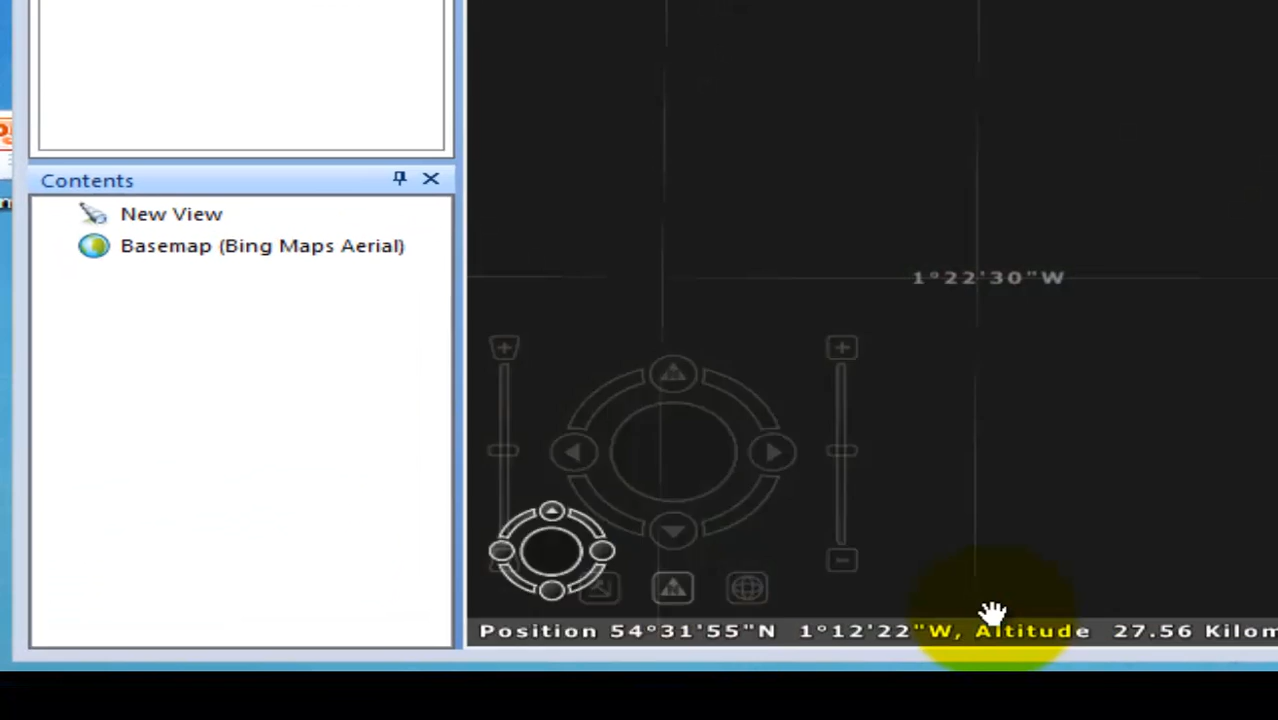 Contents
New View
Basemap (Bing Maps Aerial)
1°22'30"W
+
+
N
-
N
Position 54°31'55"N 1°12'22"W, Altitude 27.56 Kilom